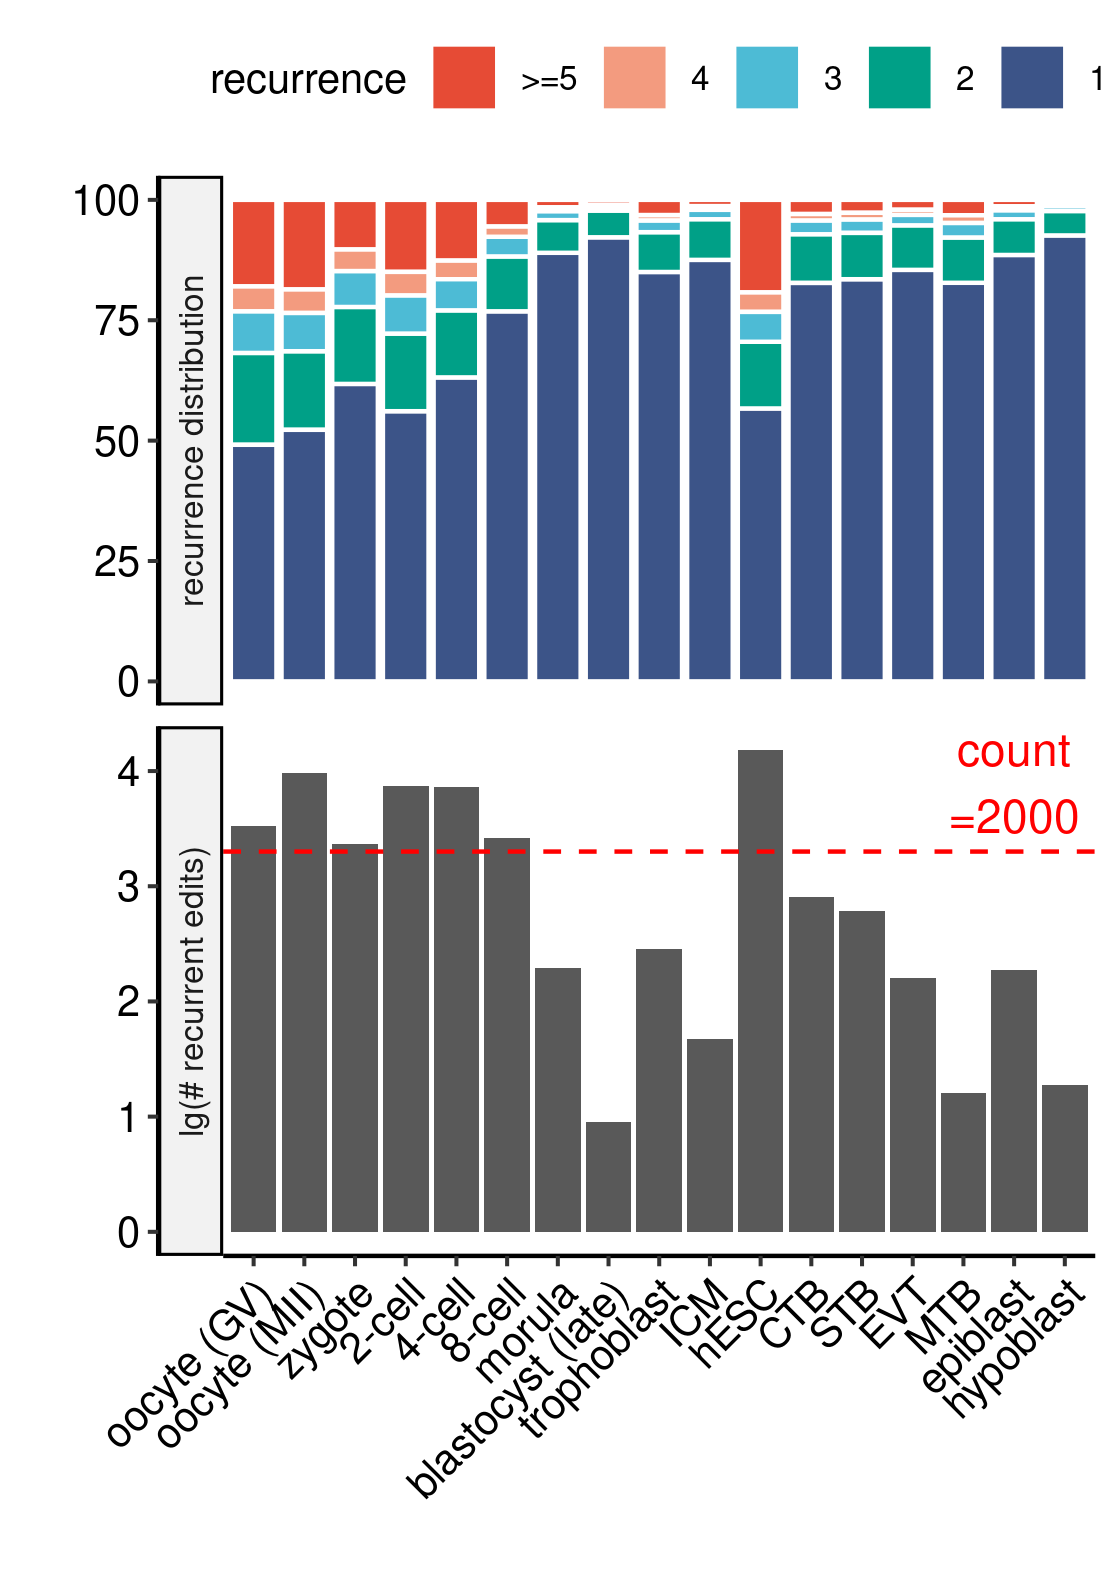 recurrence >=5 4 3 2 1
100
75
50
25
0
recurrence distribution
4
3
2
1
0
lg(# recurrent edits)
count
=2000
oocyte (GV)
oocyte (MII)
zygote
2-cell
4-cell
8-cell
morula
blastocyst (late)
trophoblast
ICM
hESC
CTB
STB
EVT
MTB
epiblast
hypoblast